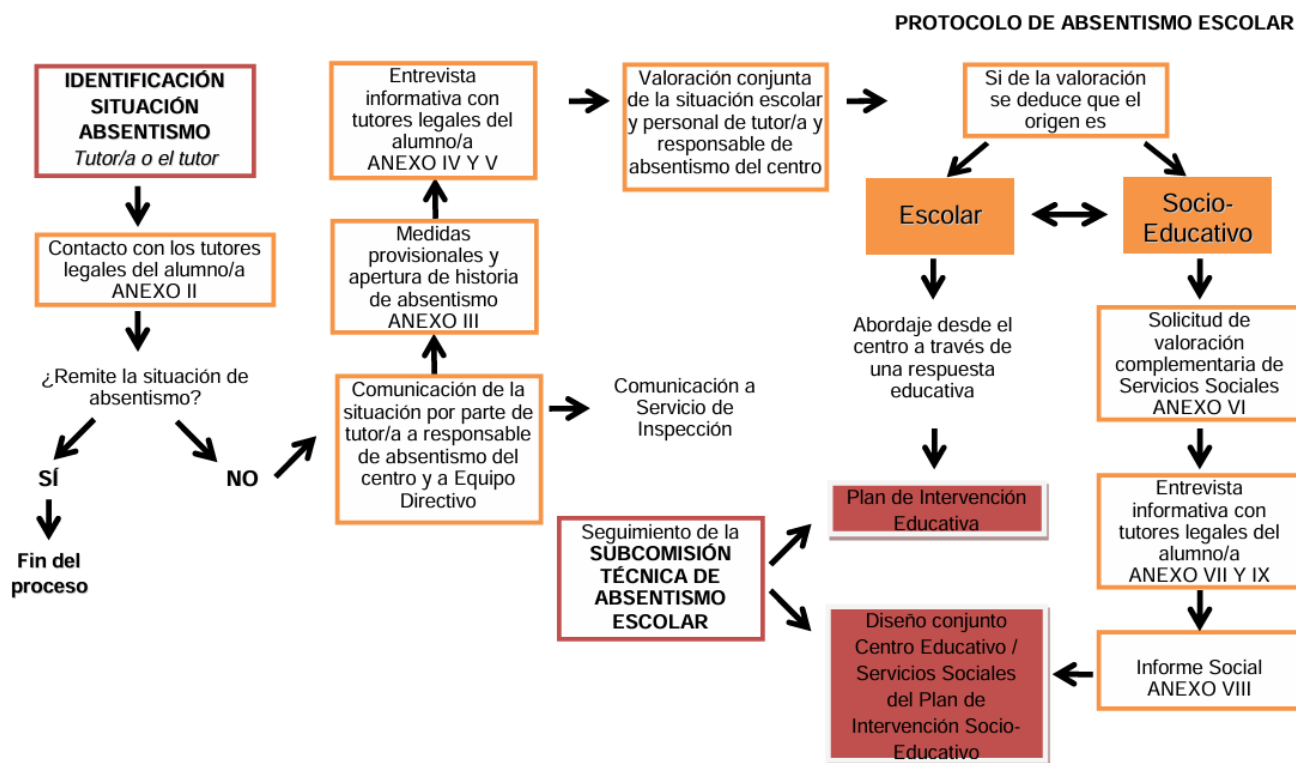 PROTOCOLO DE ABSENTISMO ESCOLAR
IDENTIFICACIÓN
SITUACIÓN
ABSENTISMO
Tutor/a o el tutor
Contacto con los tutores
legales del alumno/a
ANEXO II
¿Remite la situación de
absentismo?
SÍ
NO
Fin del
proceso
Comunicación de la
situación por parte de
tutor/a a responsable
de absentismo del
centro y a Equipo
Directivo
Comunicación a
Servicio de
Inspección
Medidas
provisionales y
apertura de historia
de absentismo
ANEXO III
Entrevista
informativa con
tutores legales del
alumno/a
ANEXO IV Y V
Valoración conjunta
de la situación escolar
y personal de tutor/a y
responsable de
absentismo del centro
Si de la valoración
se deduce que el
origen es
Escolar
Socio-
Educativo
Abordaje desde el
centro a través de
una respuesta
educativa
Solicitud de
valoración
complementaria de
Servicios Sociales
ANEXO VI
Plan de Intervención
Educativa
Entrevista
informativa con
tutores legales del
alumno/a
ANEXO VII Y IX
Seguimiento de la
SUBCOMISIÓN
TÉCNICA DE
ABSENTISMO
ESCOLAR
Diseño conjunto
Centro Educativo /
Servicios Sociales
del Plan de
Intervención Socio-
Educativo
Informe Social
ANEXO VIII